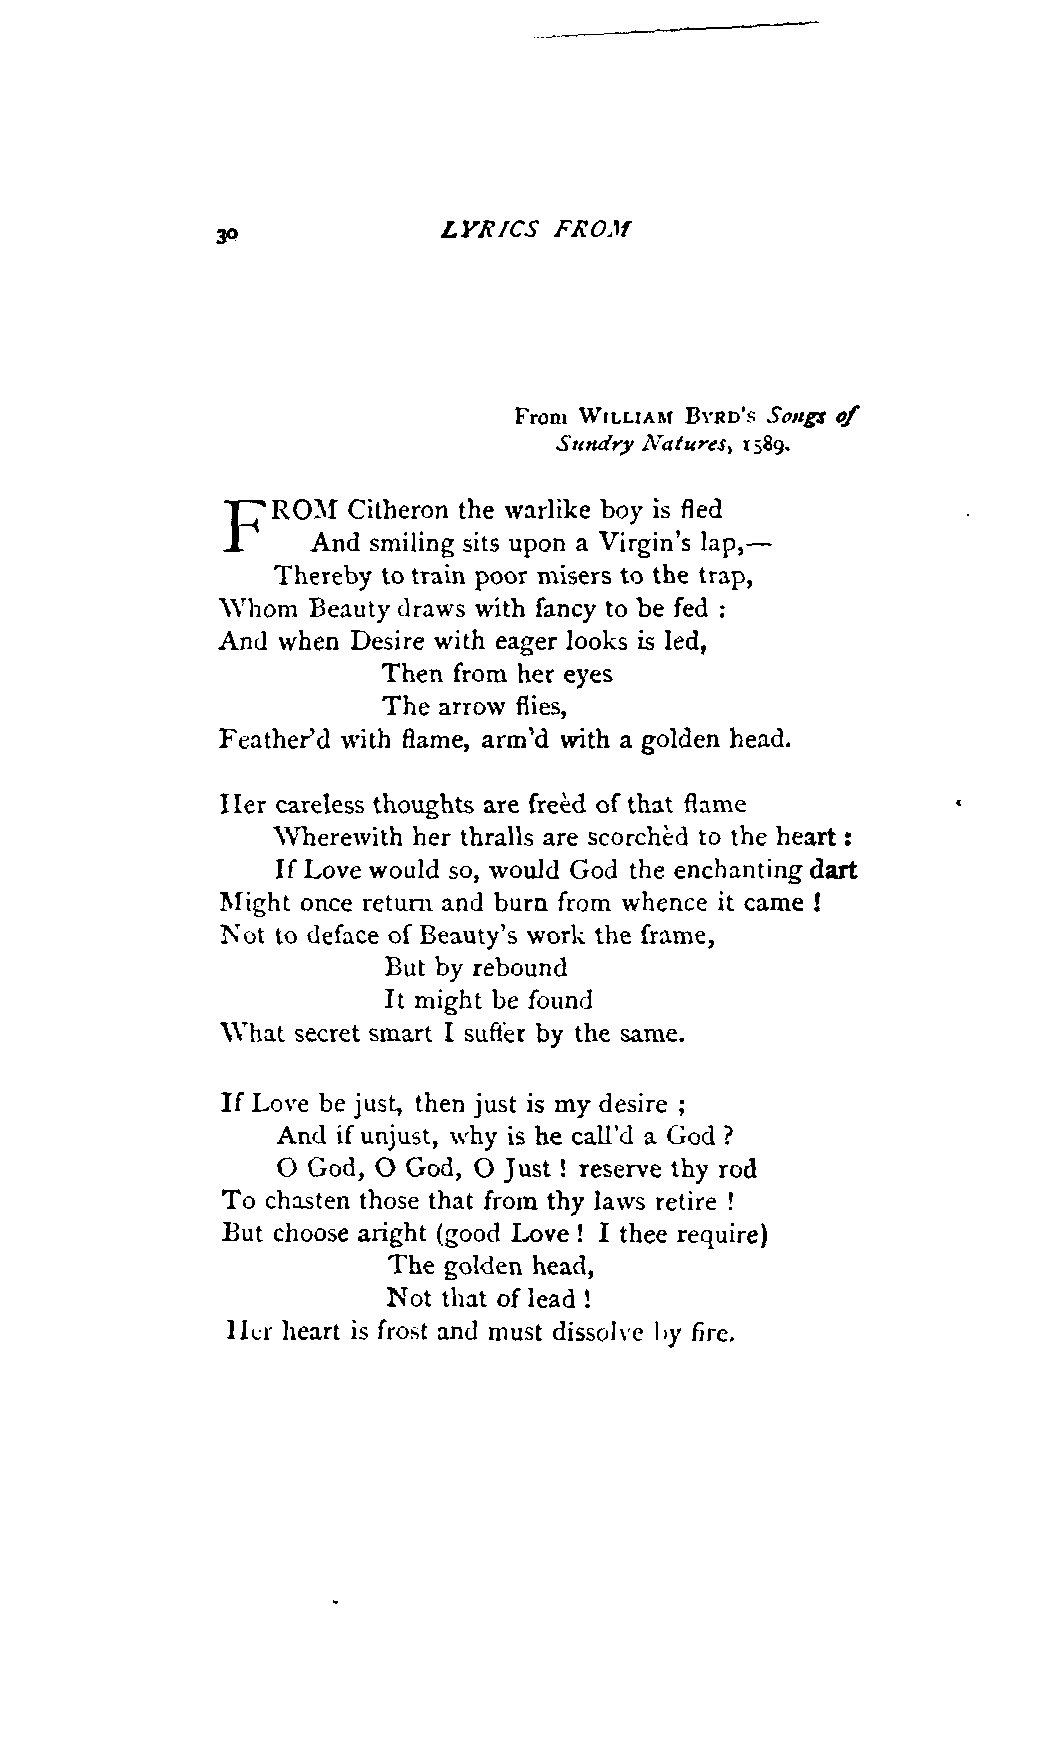 30 LYRICS FROM
From WILLIAM BYRD's Songs of
Sundry Natures, 1589.
FROM Citheron the warlike boy is fled
And smiling sits upon a Virgin's lap,—
Thereby to train poor misers to the trap,
Whom Beauty draws with fancy to be fed :
And when Desire with eager looks is led,
Then from her eyes
The arrow flies,
Feather'd with flame, arm'd with a golden head.
Her careless thoughts are freèd of that flame
Wherewith her thralls are scorchèd to the heart :
If Love would so, would God the enchanting dart
Might once return and burn from whence it came !
Not to deface of Beauty's work the frame,
But by rebound
It might be found
What secret smart I suffer by the same.
If Love be just, then just is my desire ;
And if unjust, why is he call'd a God ?
O God, O God, O Just ! reserve thy rod
To chasten those that from thy laws retire !
But choose aright (good Love ! I thee require)
The golden head,
Not that of lead !
Her heart is frost and must dissolve by fire.